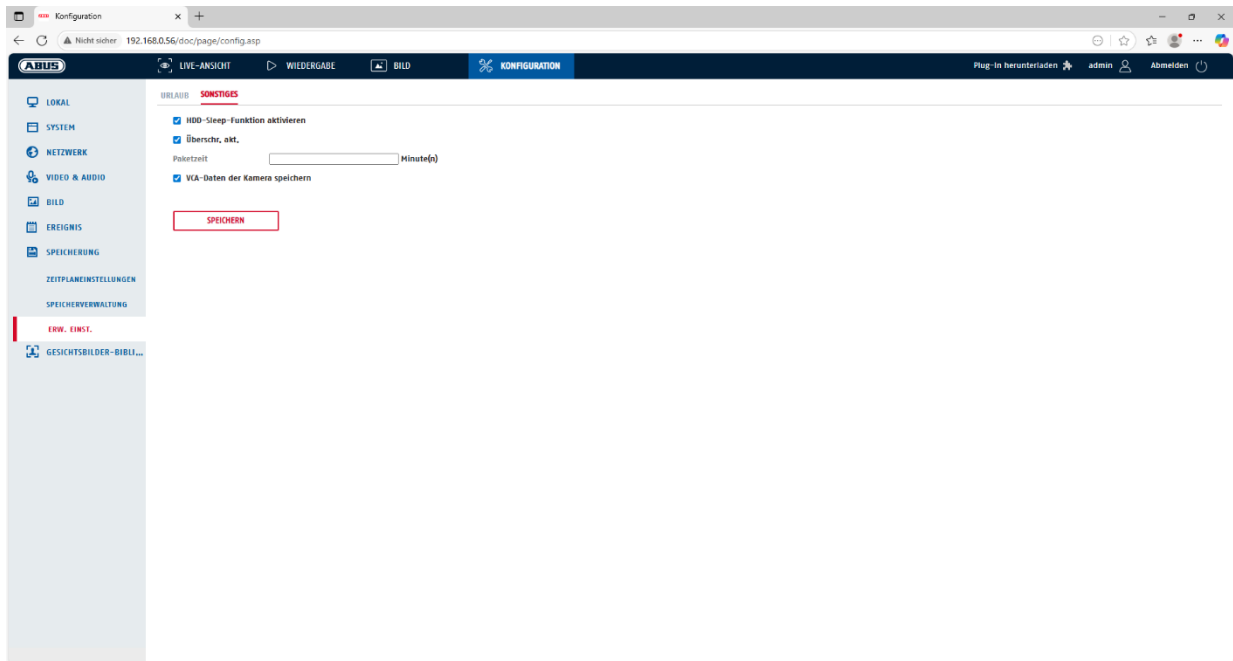 Konfiguration
Nicht sicher 192.168.0.56/doc/page/config.asp
ABUS LIVE-ANSICHT WIEDERGABE BILD KONFIGURATION Plug-In herunterladen admin Abmelden
LOKAL
SYSTEM
NETZWERK
VIDEO & AUDIO
BILD
EREIGNIS
SPEICHERUNG
ZEITPLANEINSTELLUNGEN
SPEICHERVERWALTUNG
ERW. EINST.
GESICHTSBILDER-BIBLI...
URLAUB SONSTIGES
HDD-Sleep-Funktion aktivieren
Überschr. akt.
Paketzeit Minute(n)
VCA-Daten der Kamera speichern
SPEICHERN